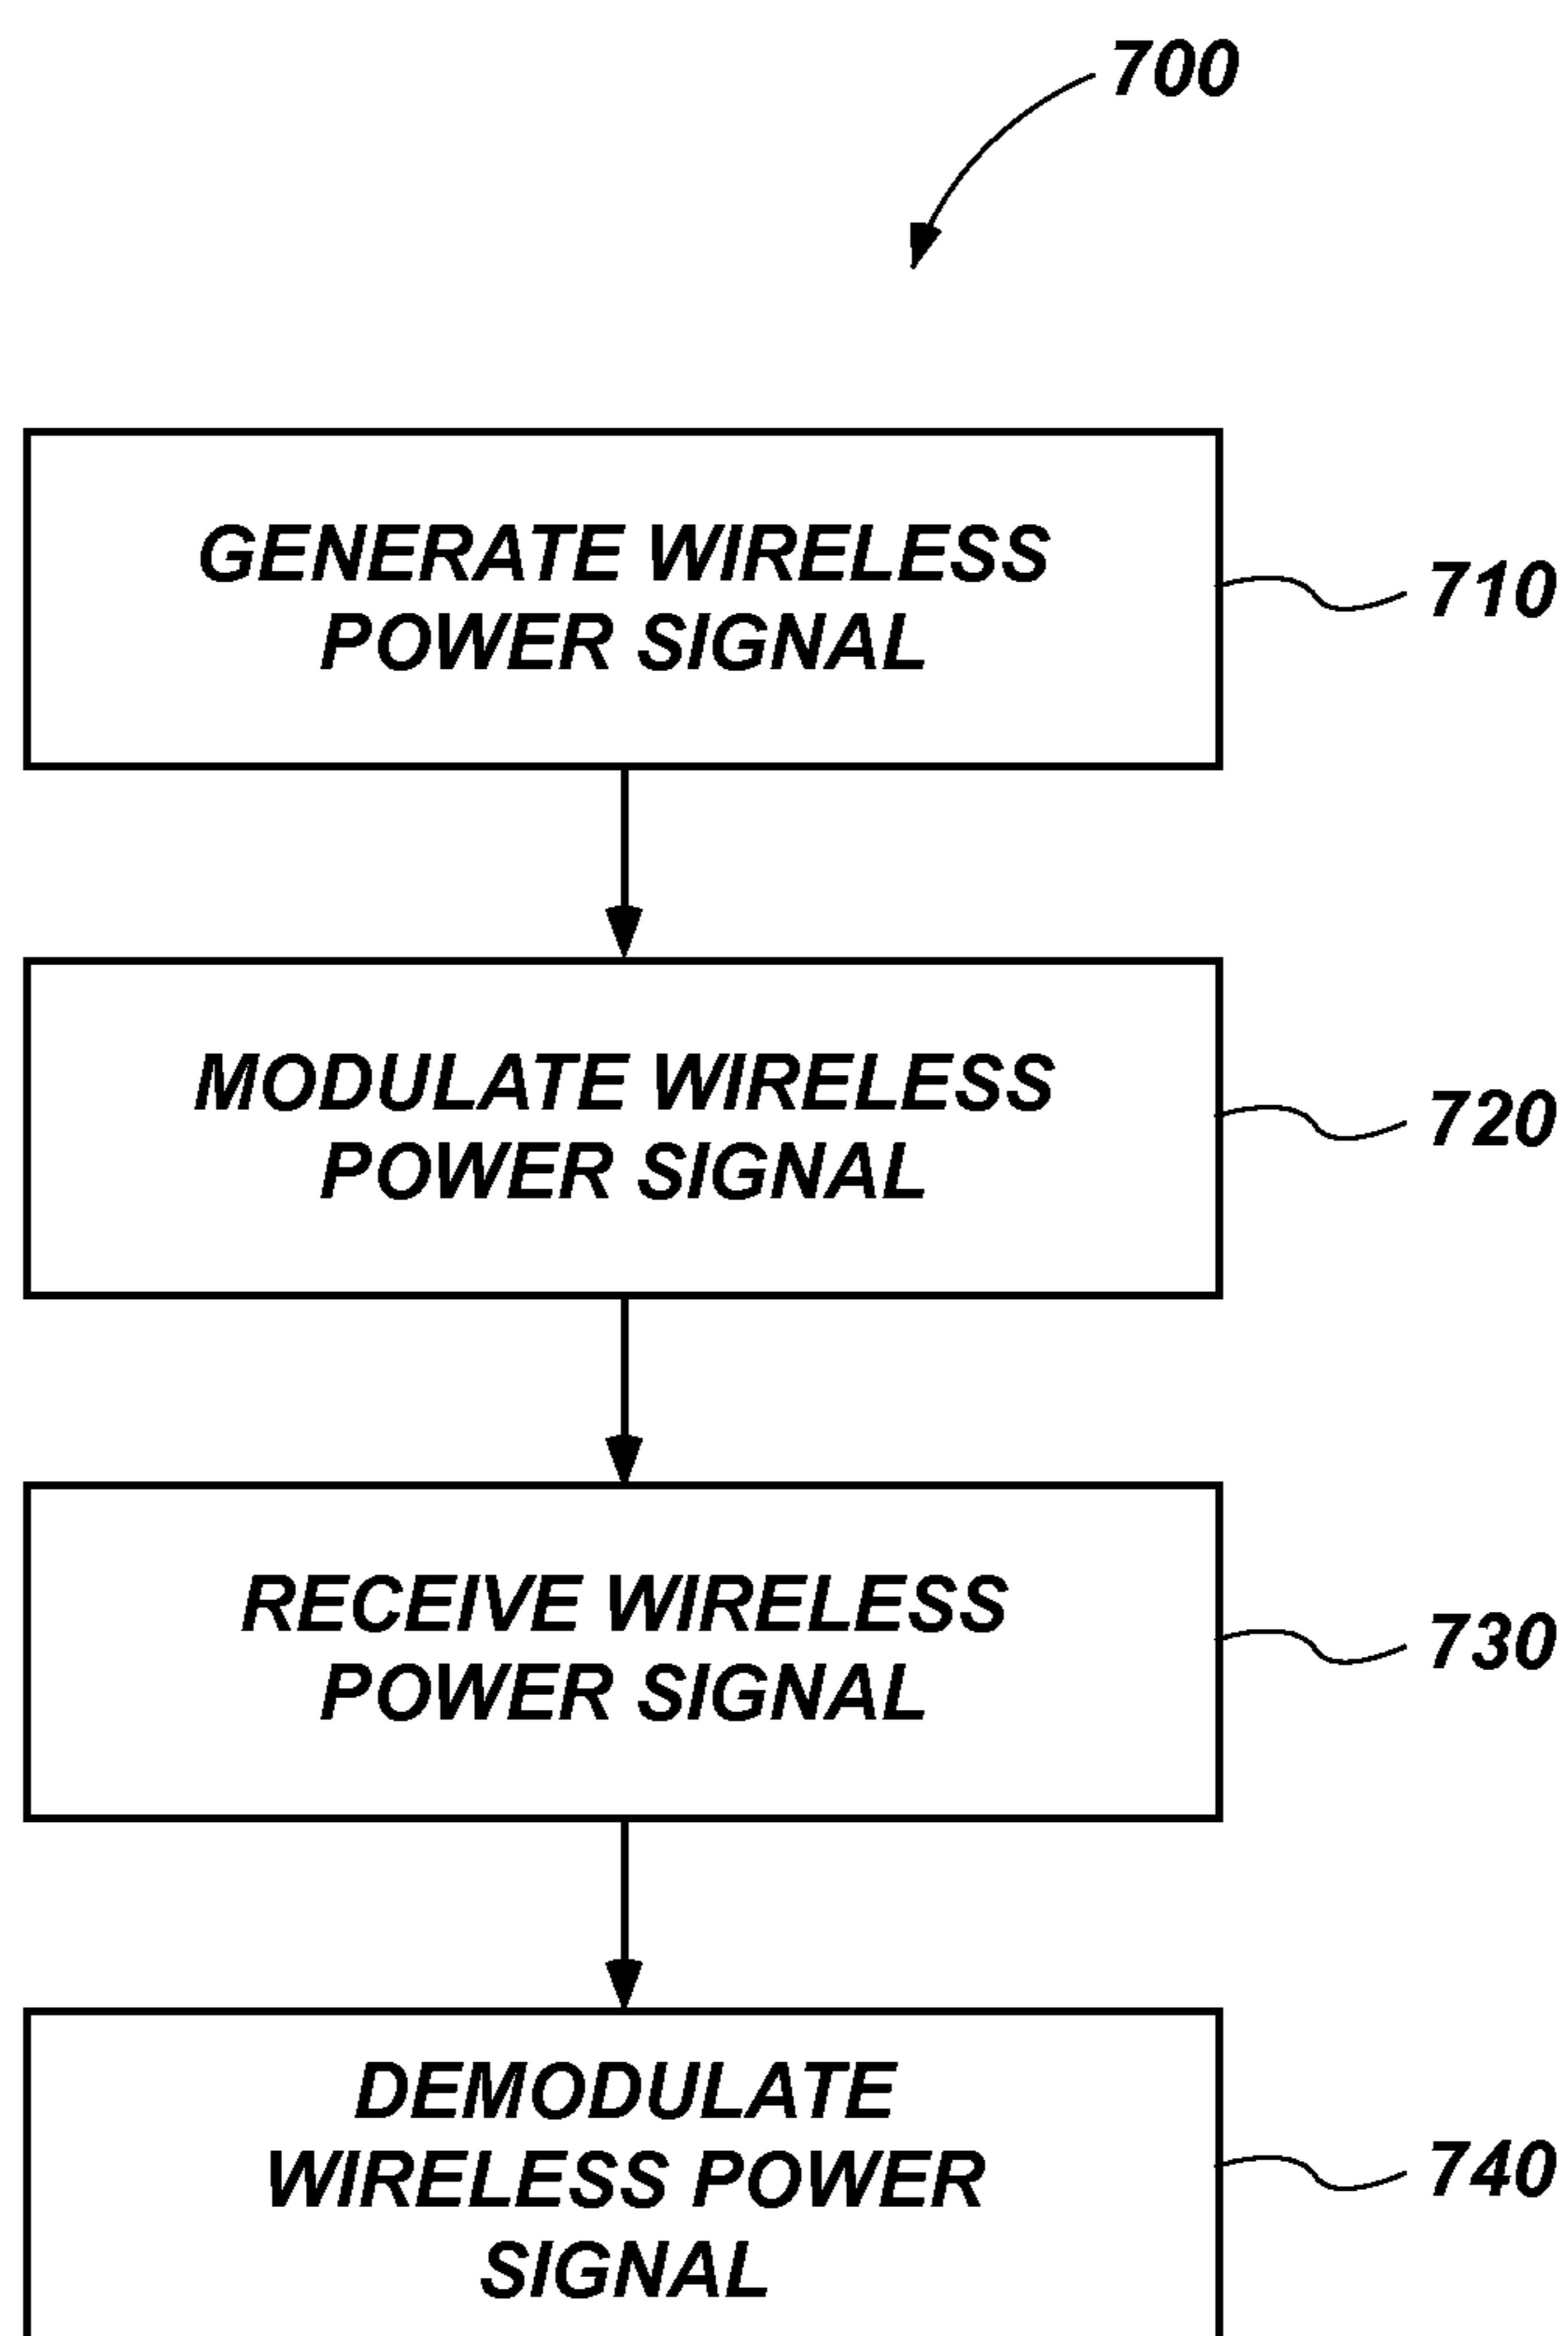 700
GENERATE WIRELESS
POWER SIGNAL
710
MODULATE WIRELESS
POWER SIGNAL
720
RECEIVE WIRELESS
POWER SIGNAL
730
DEMODULATE
WIRELESS POWER
SIGNAL
740